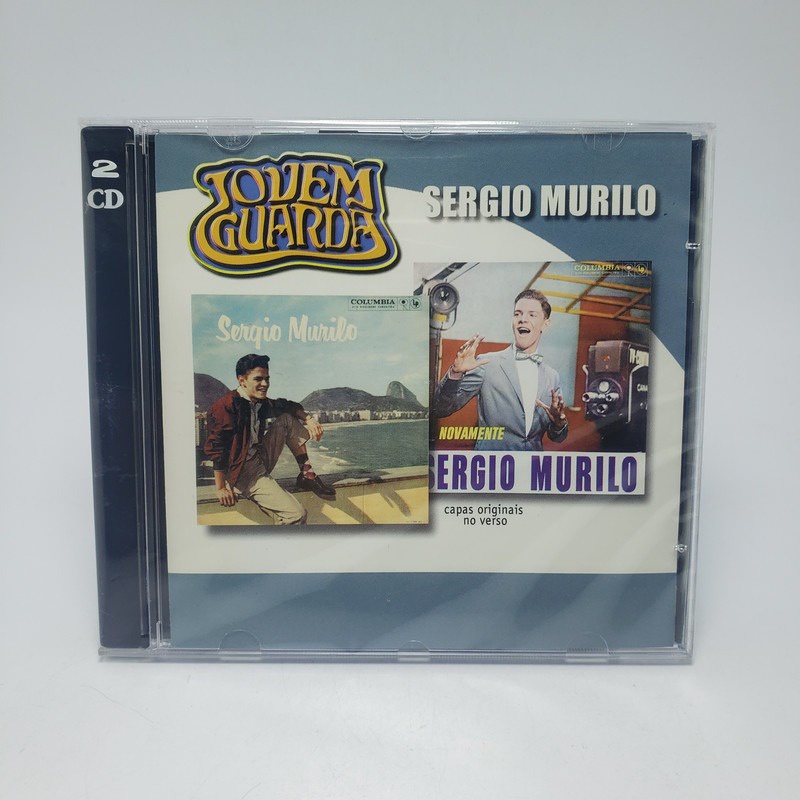 2
CD
JOVEM
GUARDA
SERGIO MURILO
COLUMBIA
Sergio Murilo
COLUMBIA
NOVAMENTE
SERGIO MURILO
capas originais
no verso